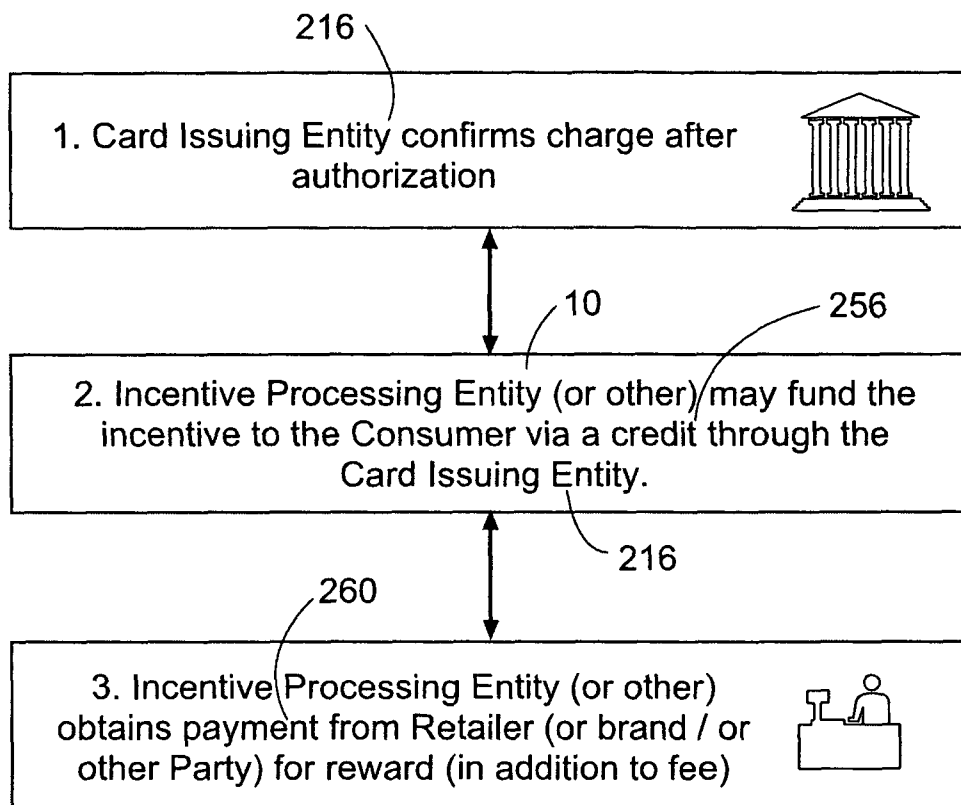 216
1. Card Issuing Entity confirms charge after
authorization
10
256
2. Incentive Processing Entity (or other) may fund the
incentive to the Consumer via a credit through the
Card Issuing Entity.
216
260
3. Incentive Processing Entity (or other)
obtains payment from Retailer (or brand / or
other Party) for reward (in addition to fee)